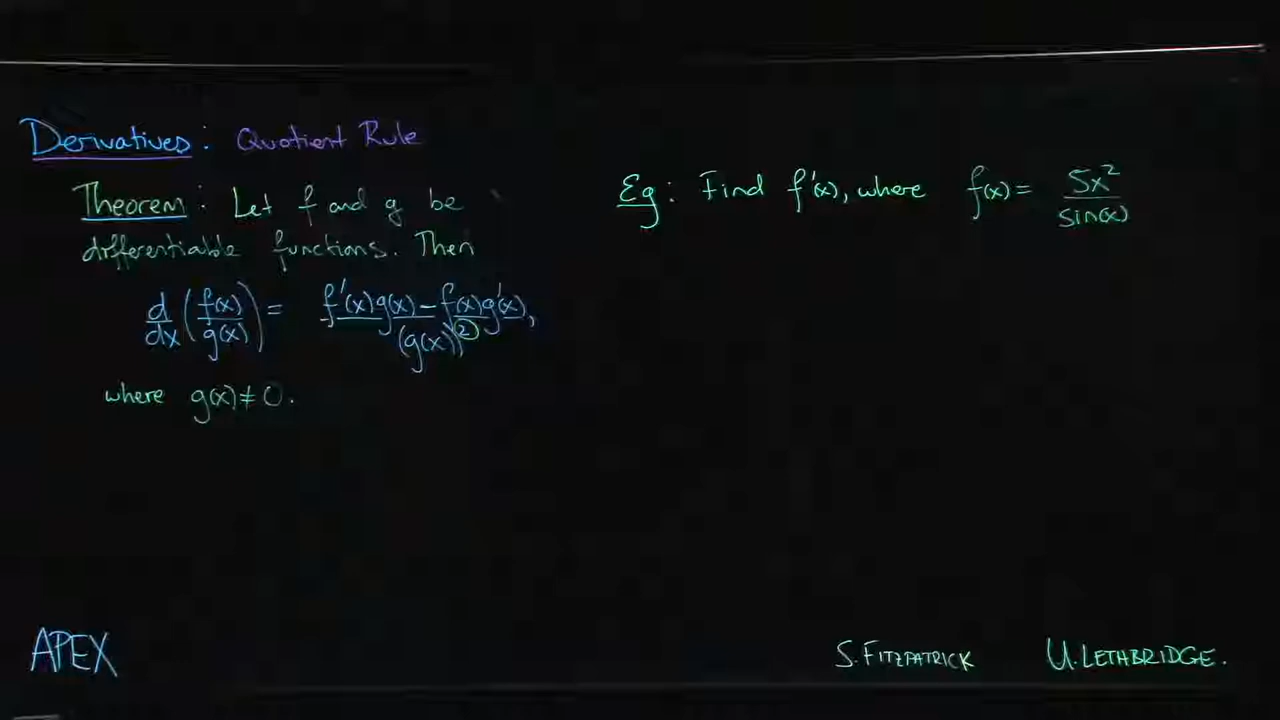 Derivatives: Quotient Rule
Theorem: Let f and g be
differentiable functions. Then
d/dx (f(x)/g(x)) = (f'(x)g(x) - f(x)g'(x))/(g(x))²,
where g(x) ≠ 0.
Eg: Find f'(x), where f(x) = 5x²/sin(x)
APEX
S. FITZPATRICK
U. LETHBRIDGE.